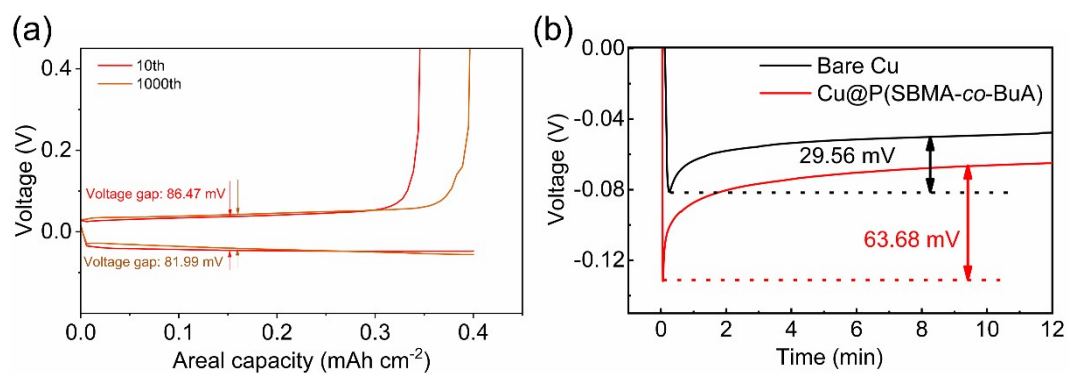 (a)
10th
1000th
Voltage gap: 86.47 mV
Voltage gap: 81.99 mV
0.4
0.2
0.0
Voltage (V)
0.0
0.1
0.2
0.3
0.4
Areal capacity (mAh cm⁻²)
(b)
Bare Cu
Cu@P(SBMA-co-BuA)
29.56 mV
63.68 mV
0.00
-0.04
-0.08
-0.12
Voltage (V)
0
2
4
6
8
10
12
Time (min)